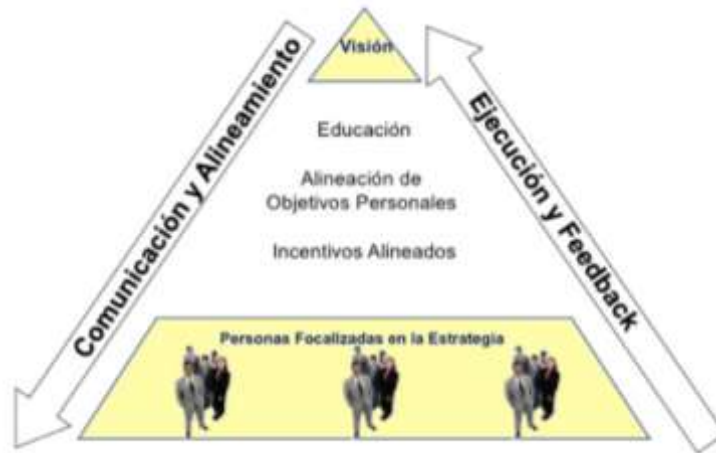 Visión
Comunicación y Alineamiento
Ejecución y Feedback
Educación
Alineación de
Objetivos Personales
Incentivos Alineados
Personas Focalizadas en la Estrategia